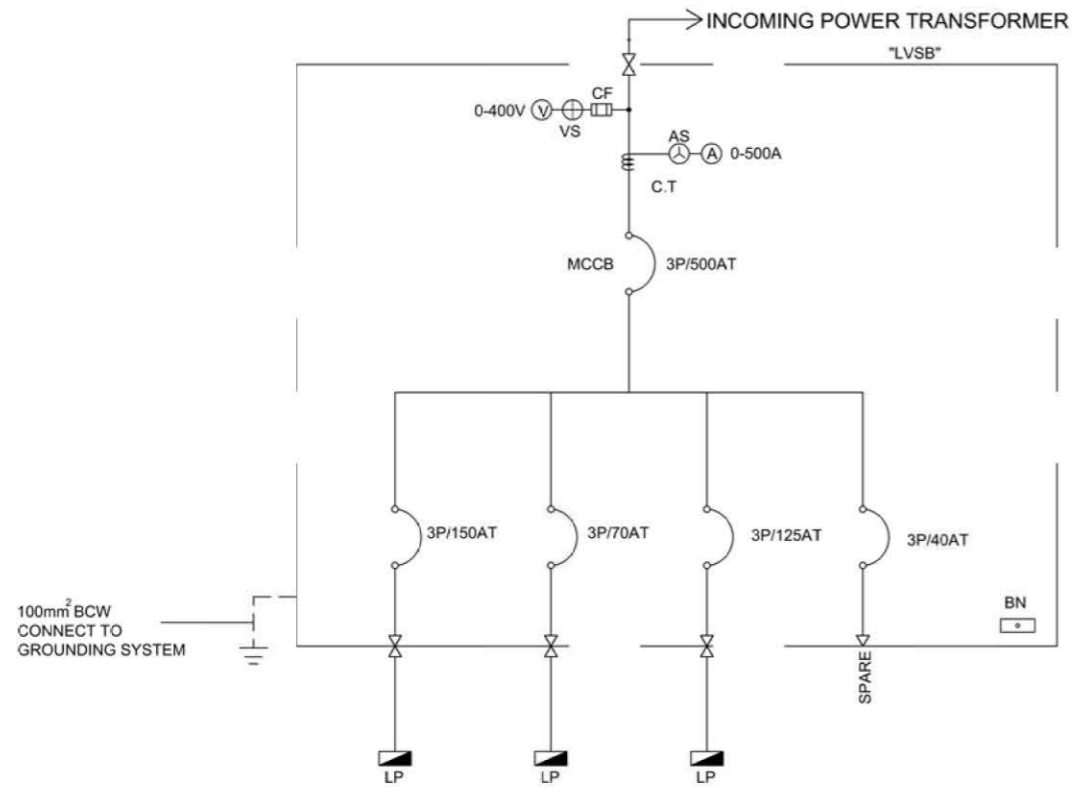 INCOMING POWER TRANSFORMER
"LVSB"
CF
0-400V
V
VS
AS
A
0-500A
C.T
MCCB
3P/500AT
3P/150AT
3P/70AT
3P/125AT
3P/40AT
100mm² BCW
CONNECT TO
GROUNDING SYSTEM
BN
SPARE
LP
LP
LP